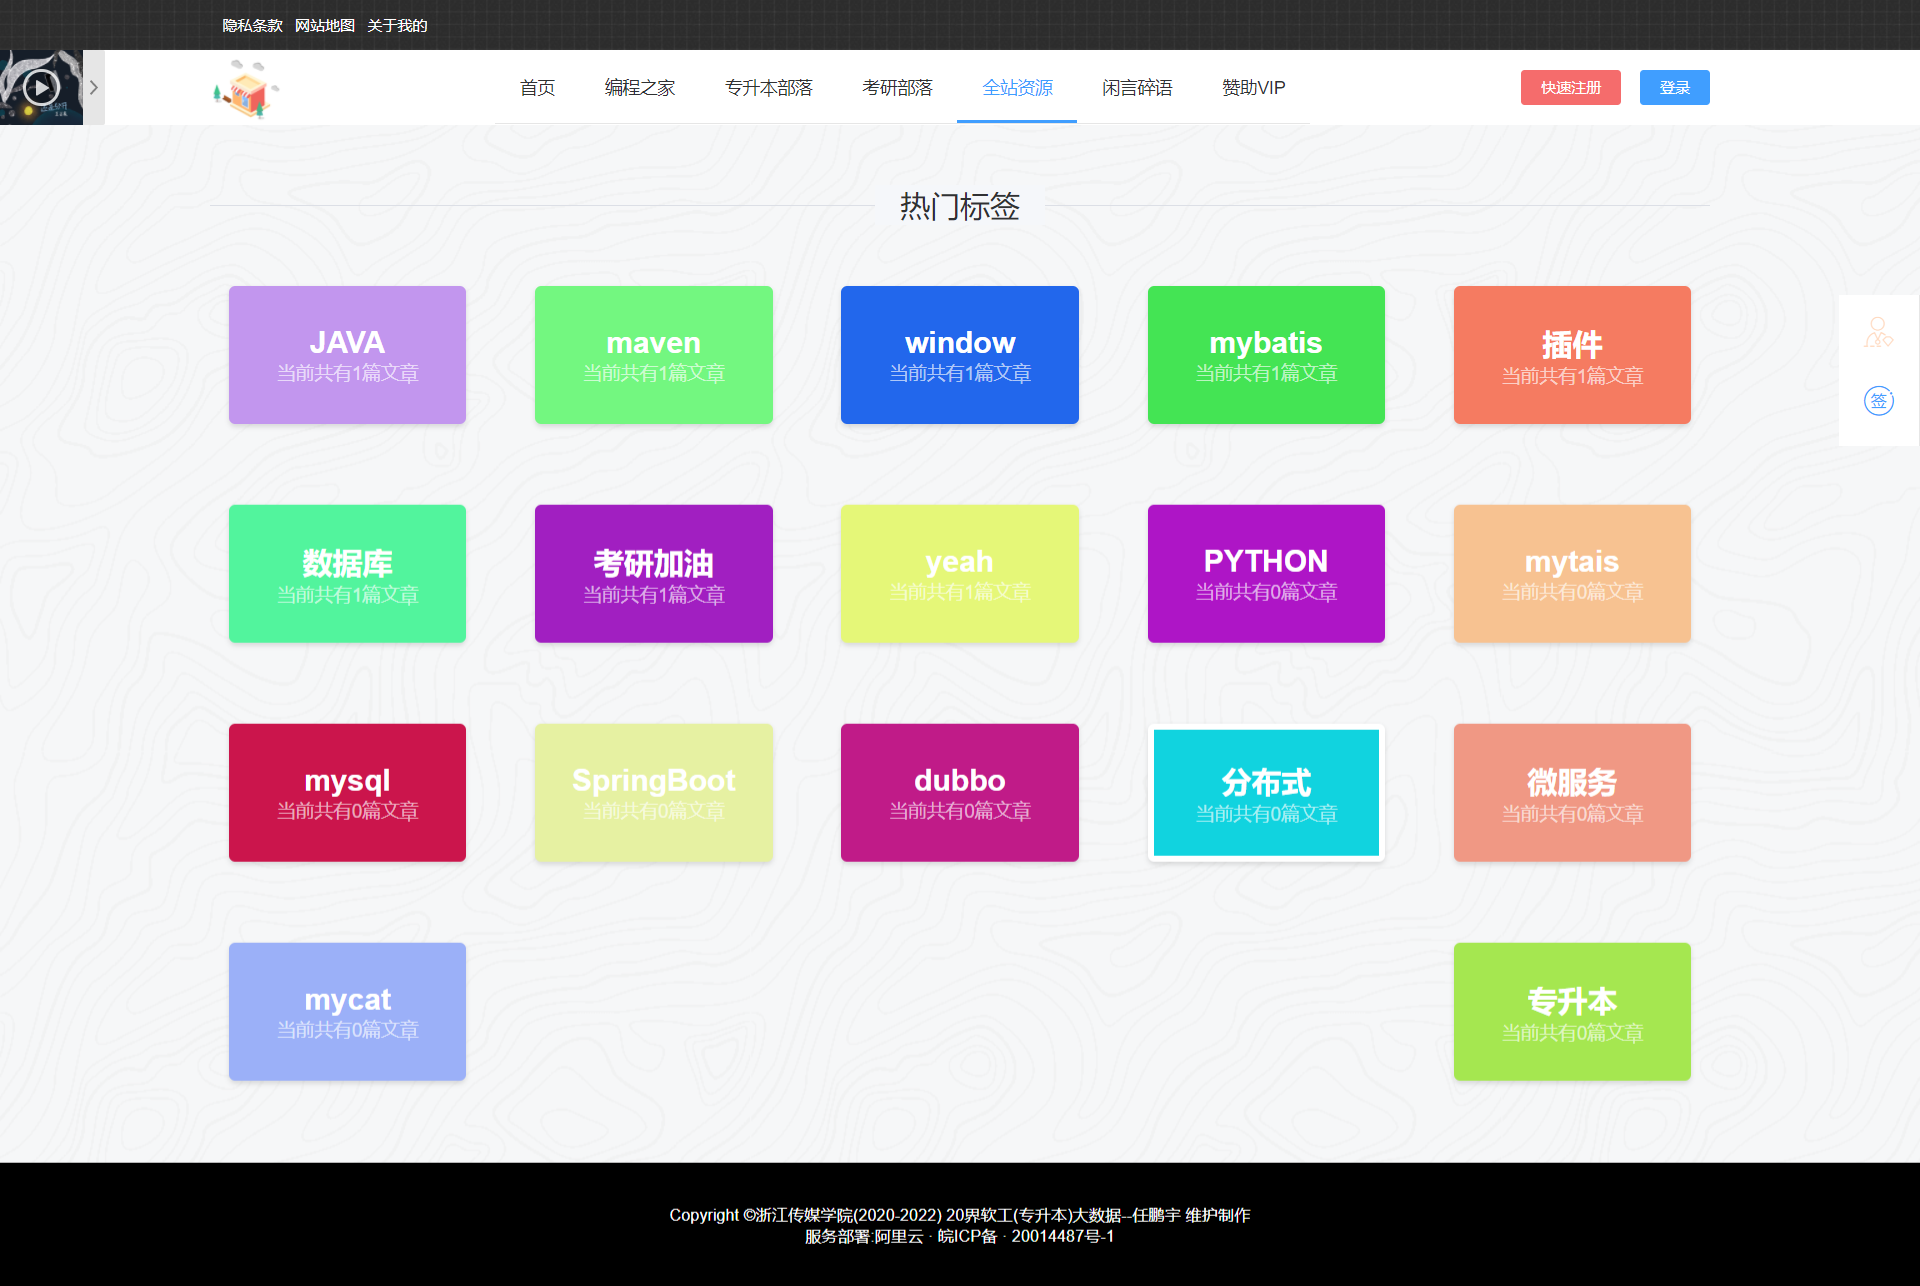 隐私条款 网站地图 关于我的
首页 编程之家 专升本部落 考研部落 全站资源 闲言碎语 赞助VIP 快速注册 登录
热门标签
JAVA
当前共有1篇文章
maven
当前共有1篇文章
window
当前共有1篇文章
mybatis
当前共有1篇文章
插件
当前共有1篇文章
签
数据库
当前共有1篇文章
考研加油
当前共有1篇文章
yeah
当前共有1篇文章
PYTHON
当前共有0篇文章
mytais
当前共有0篇文章
mysql
当前共有0篇文章
SpringBoot
当前共有0篇文章
dubbo
当前共有0篇文章
分布式
当前共有0篇文章
微服务
当前共有0篇文章
mycat
当前共有0篇文章
专升本
当前共有0篇文章
Copyright ©浙江传媒学院(2020-2022) 20界软工(专升本)大数据--任鹏宇 维护制作
服务部署:阿里云 · 皖ICP备 · 20014487号-1